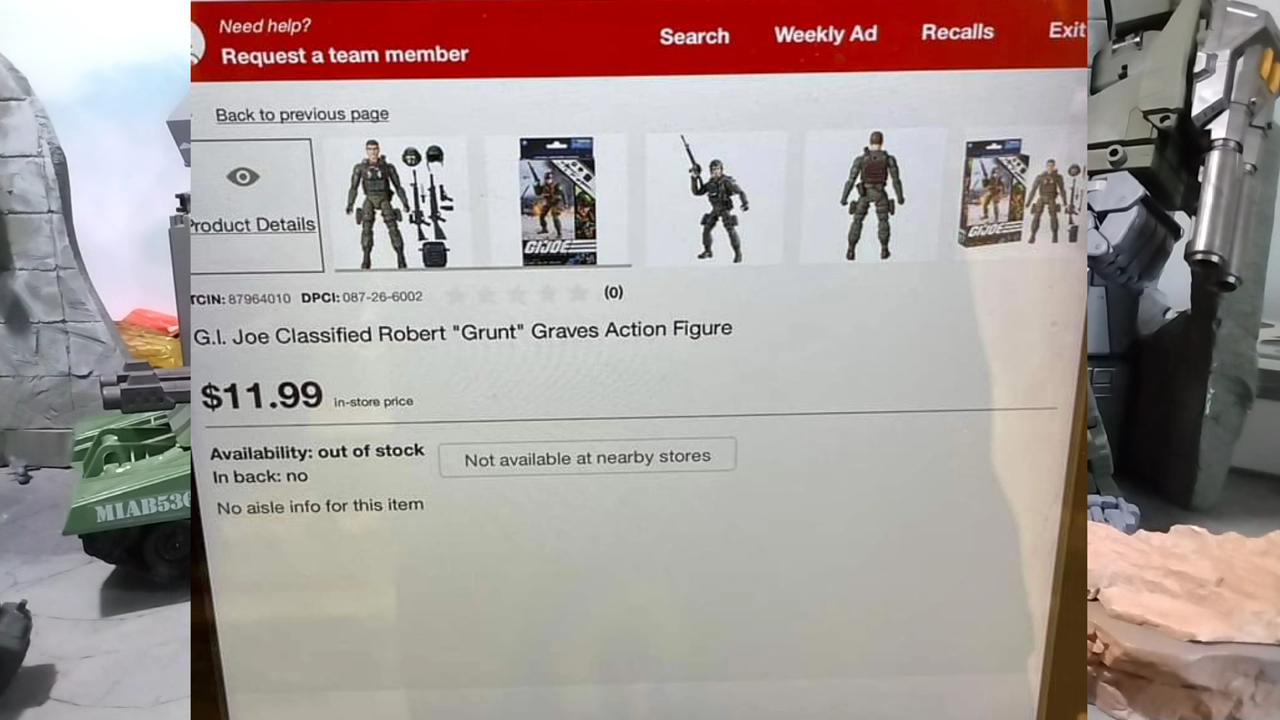 Need help?
Request a team member
Search
Weekly Ad
Recalls
Exit
Back to previous page
Product Details
GIJOE
TCIN: 87964010 DPCI: 087-26-6002
(0)
G.I. Joe Classified Robert "Grunt" Graves Action Figure
$11.99 in-store price
Availability: out of stock
Not available at nearby stores
In back: no
No aisle info for this item
MIAB536